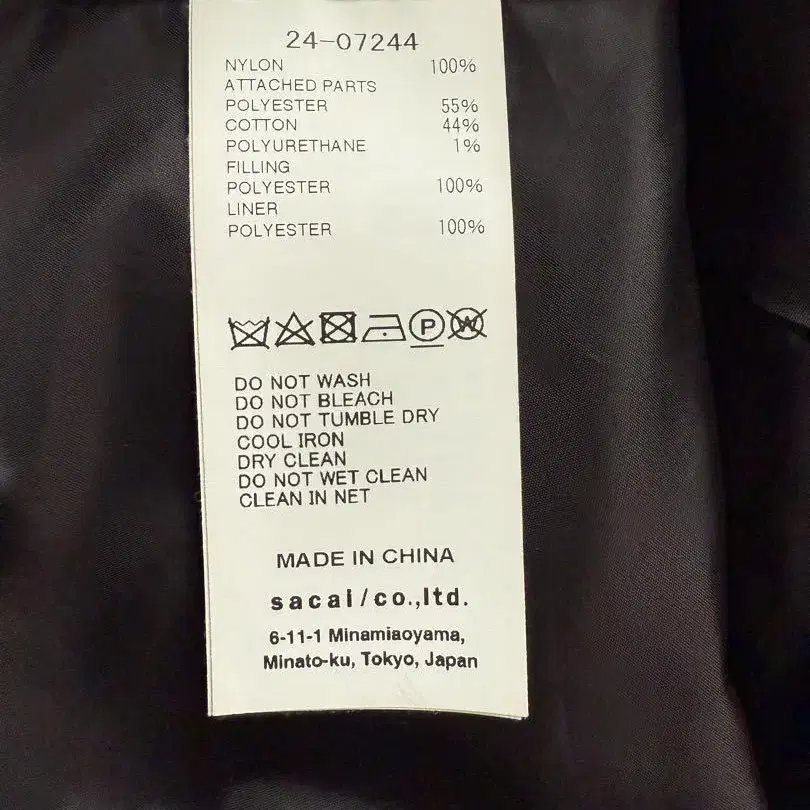 24-07244
NYLON 100%
ATTACHED PARTS
POLYESTER 55%
COTTON 44%
POLYURETHANE 1%
FILLING
POLYESTER 100%
LINER
POLYESTER 100%
P W
DO NOT WASH
DO NOT BLEACH
DO NOT TUMBLE DRY
COOL IRON
DRY CLEAN
DO NOT WET CLEAN
CLEAN IN NET
MADE IN CHINA
sacai/co.,ltd.
6-11-1 Minamiaoyama,
Minato-ku, Tokyo, Japan